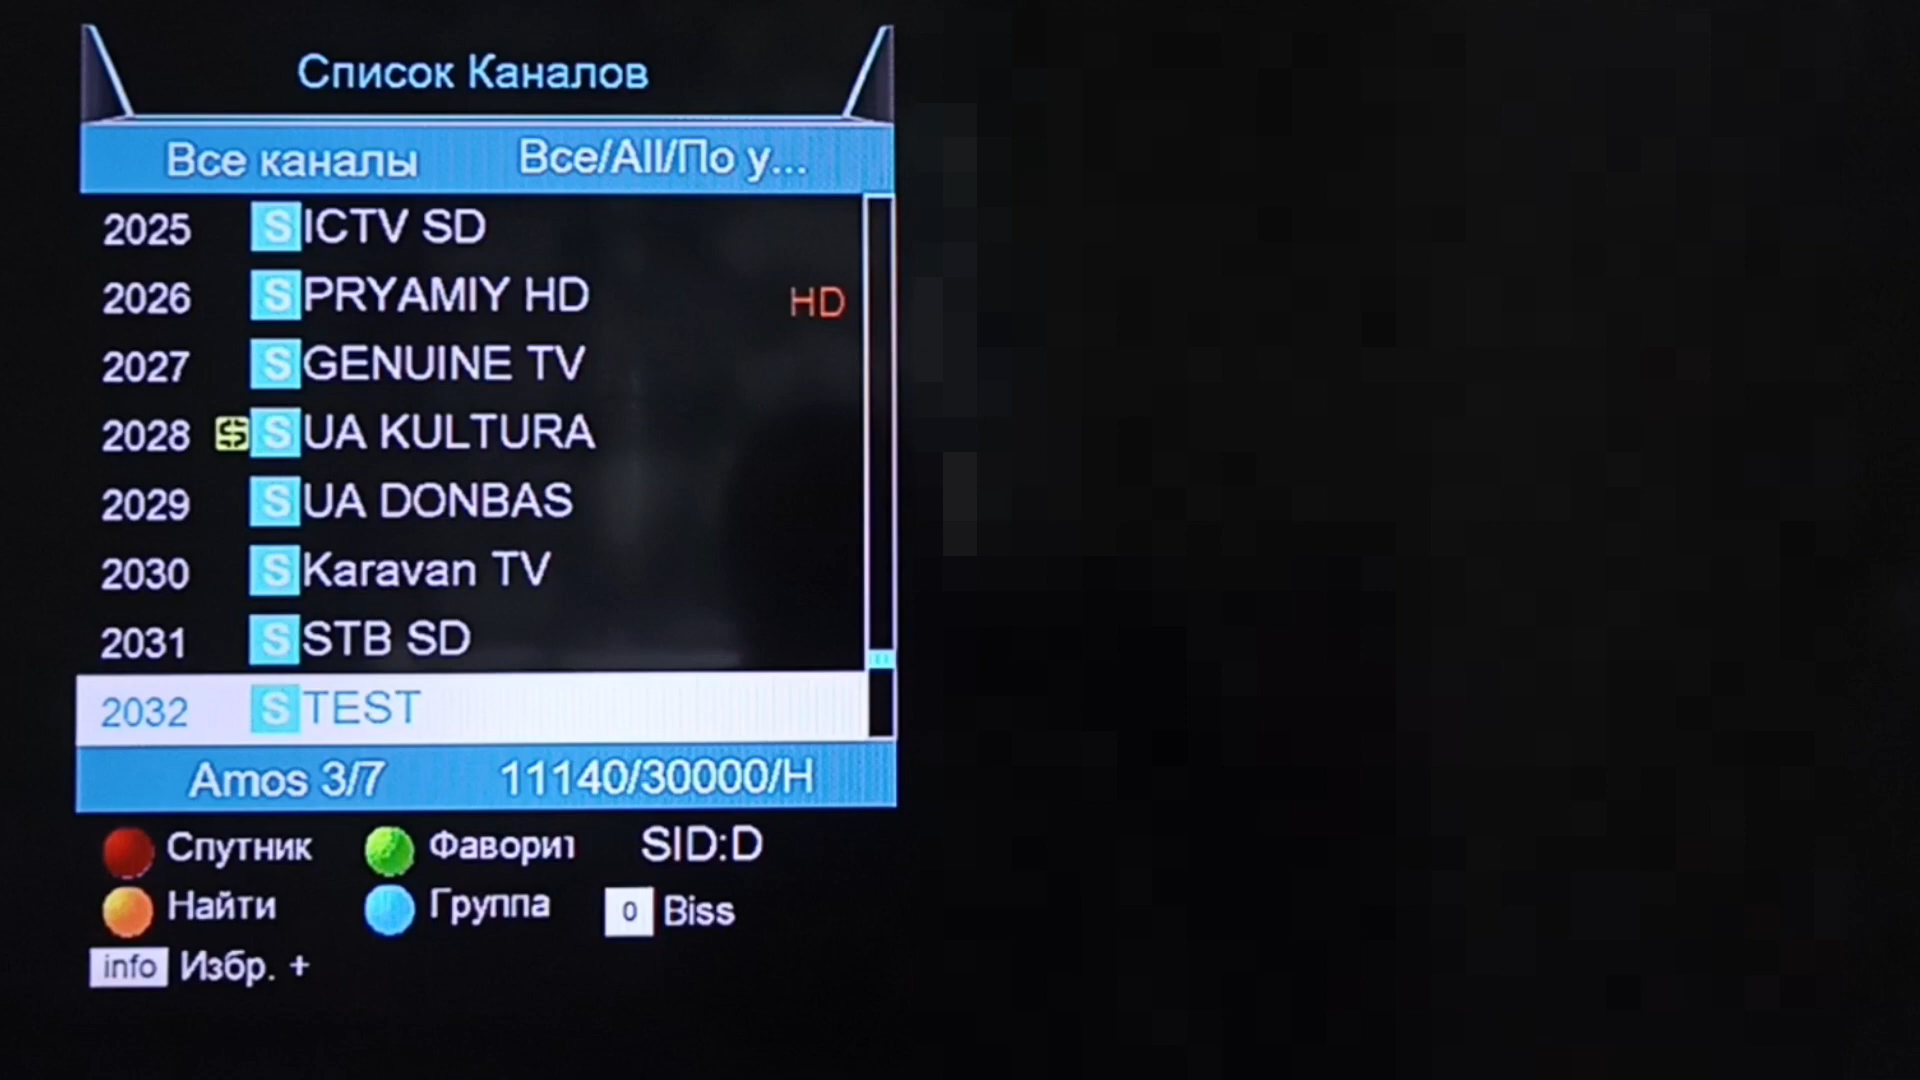 Список Каналов
Все каналы Все/All/По у...
2025 S ICTV SD
2026 S PRYAMIY HD HD
2027 S GENUINE TV
2028 $ S UA KULTURA
2029 S UA DONBAS
2030 S Karavan TV
2031 S STB SD
2032 S TEST
Amos 3/7 11140/30000/H
Спутник Фаворит SID:D
Найти Группа 0 Biss
info Избр. +